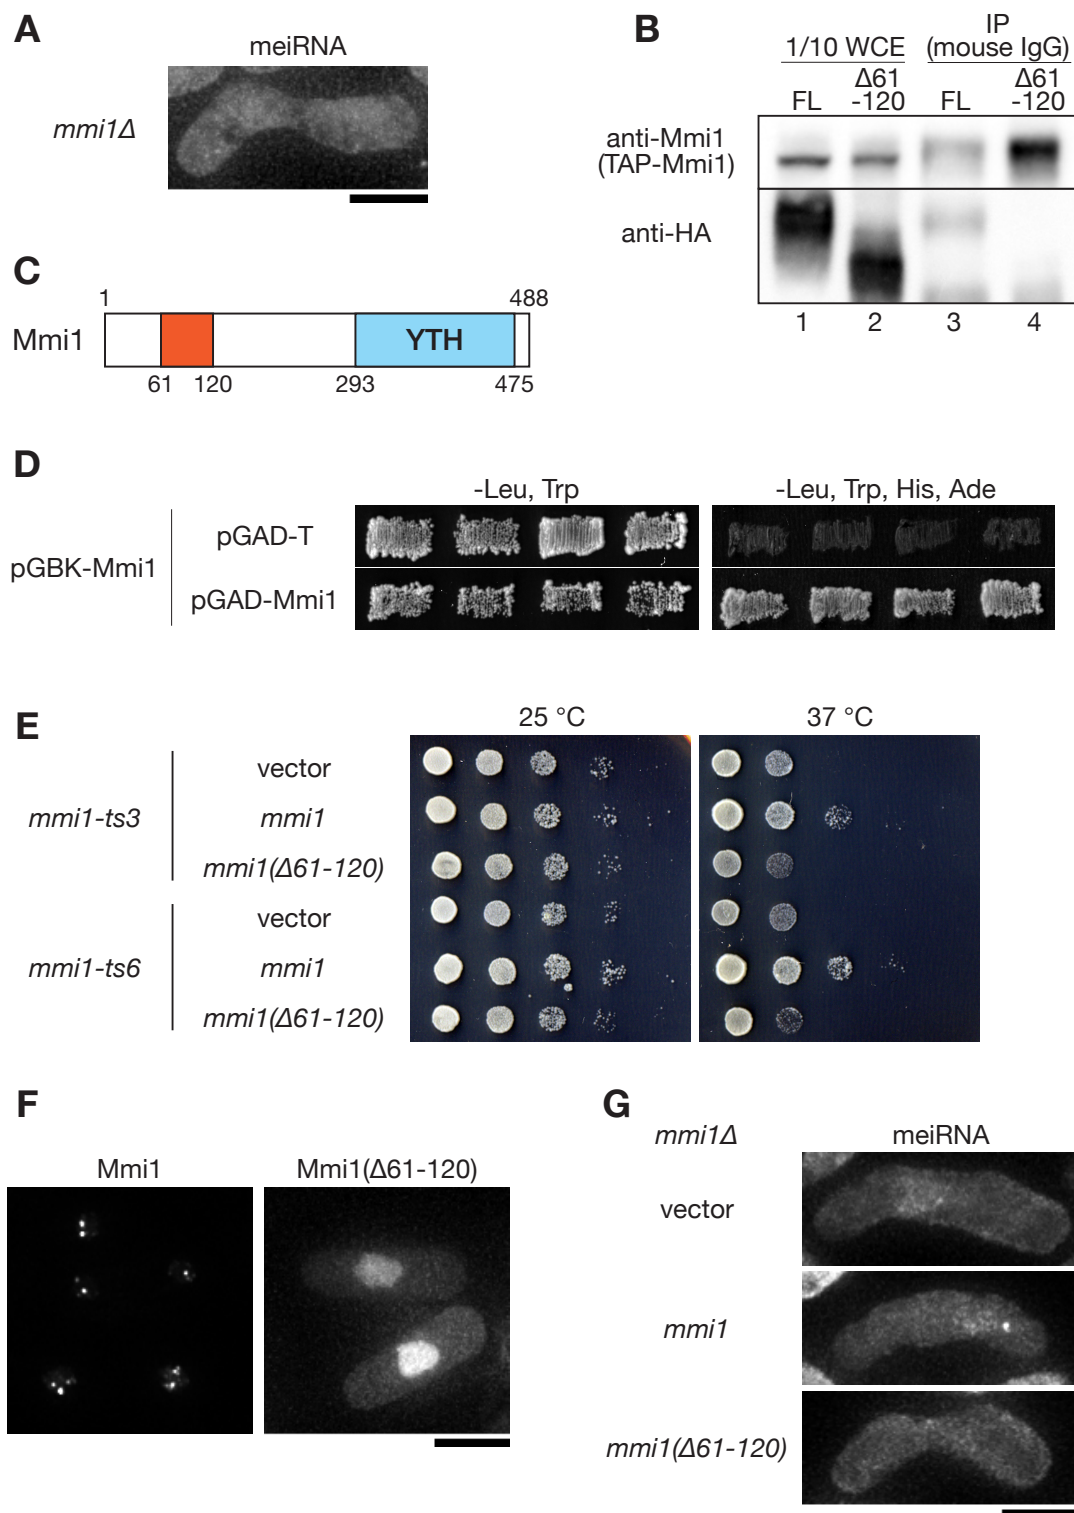 A
meiRNA
mmi1Δ
B
1/10 WCE
IP
(mouse IgG)
FL
Δ61
-120
FL
Δ61
-120
anti-Mmi1
(TAP-Mmi1)
anti-HA
1 2 3 4
C
1 488
Mmi1
YTH
61 120 293 475
D
-Leu, Trp
-Leu, Trp, His, Ade
pGBK-Mmi1
pGAD-T
pGAD-Mmi1
E
25 °C
37 °C
mmi1-ts3
vector
mmi1
mmi1(Δ61-120)
mmi1-ts6
vector
mmi1
mmi1(Δ61-120)
F
Mmi1
Mmi1(Δ61-120)
G
mmi1Δ
meiRNA
vector
mmi1
mmi1(Δ61-120)